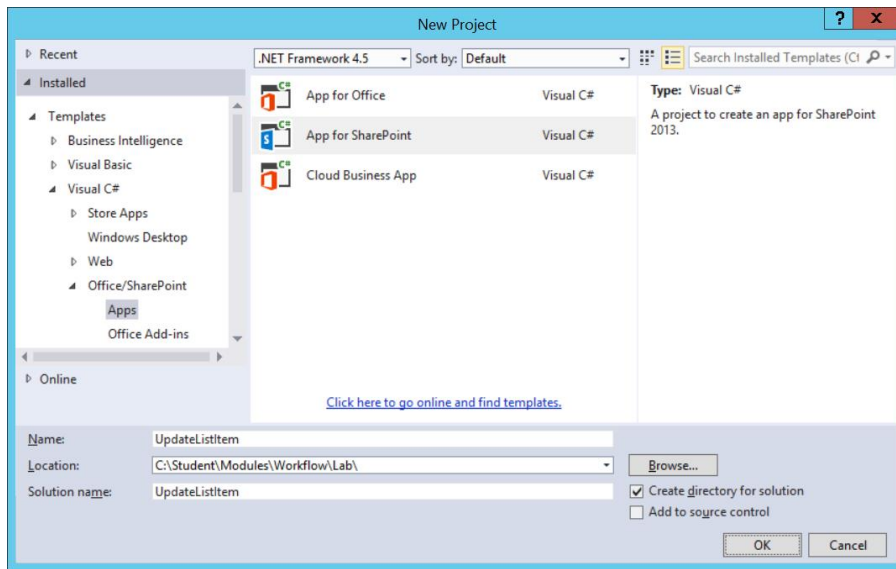 New Project
? x
Recent
Installed
Templates
Business Intelligence
Visual Basic
Visual C#
Store Apps
Windows Desktop
Web
Office/SharePoint
Apps
Office Add-ins
Online
.NET Framework 4.5 Sort by: Default
Search Installed Templates (Ct
C# App for Office Visual C#
C# S App for SharePoint Visual C#
C# Cloud Business App Visual C#
Click here to go online and find templates.
Type: Visual C#
A project to create an app for SharePoint
2013.
Name: UpdateListItem
Location: C:\Student\Modules\Workflow\Lab\ Browse...
Solution name: UpdateListItem
Create directory for solution
Add to source control
OK Cancel